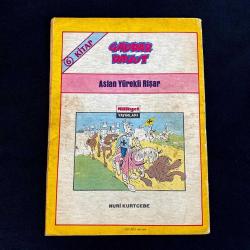 6. KİTAP
GADDAR
DAVUT
Aslan Yürekli Rişar
Milliyet
YAYINLARI
NURİ KURTCEBE